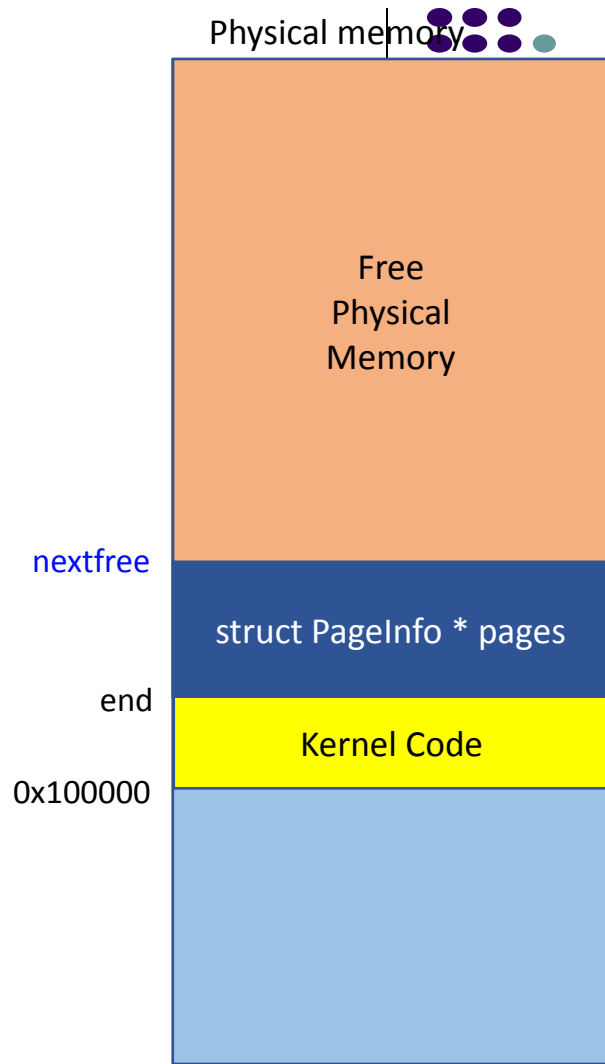 Physical memory
Free
Physical
Memory
nextfree
struct PageInfo * pages
end
Kernel Code
0x100000